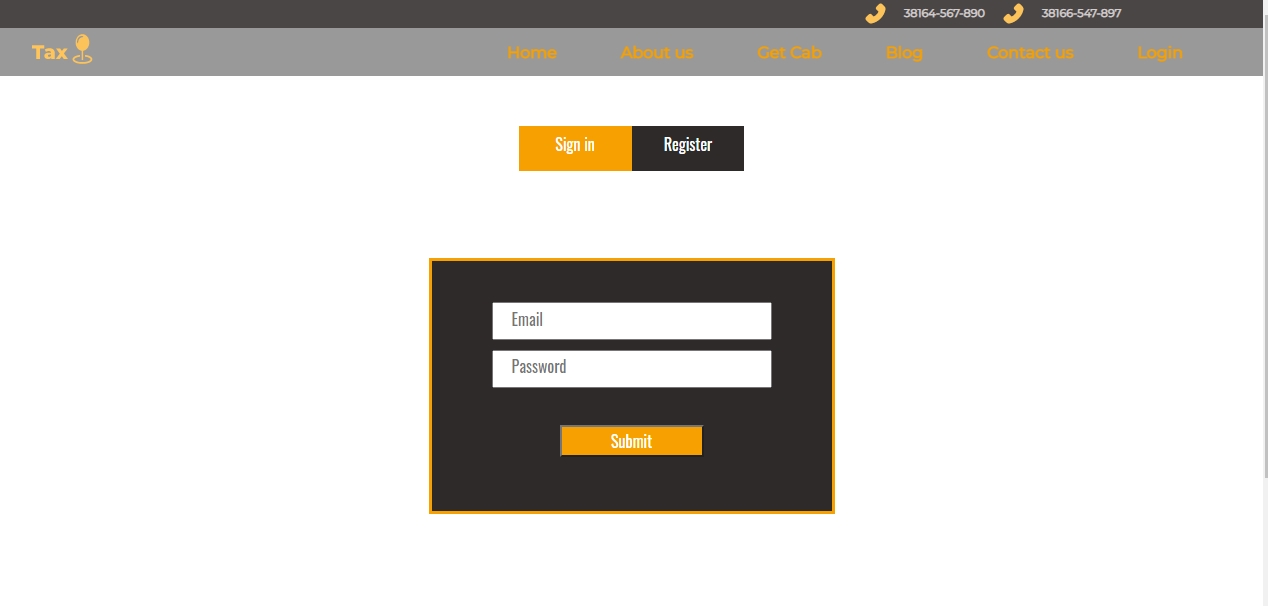 38164-567-890 38166-547-897
Tax Home About us Get Cab Blog Contact us Login
Sign in Register
Email
Password
Submit